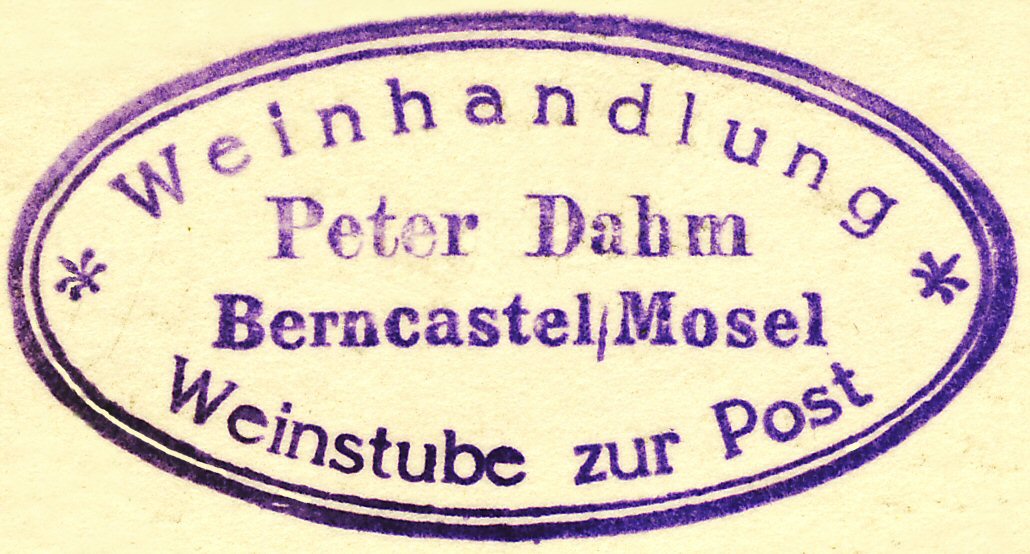 Weinhandlung
Peter Dahm
Berncastel/Mosel
Weinstube zur Post